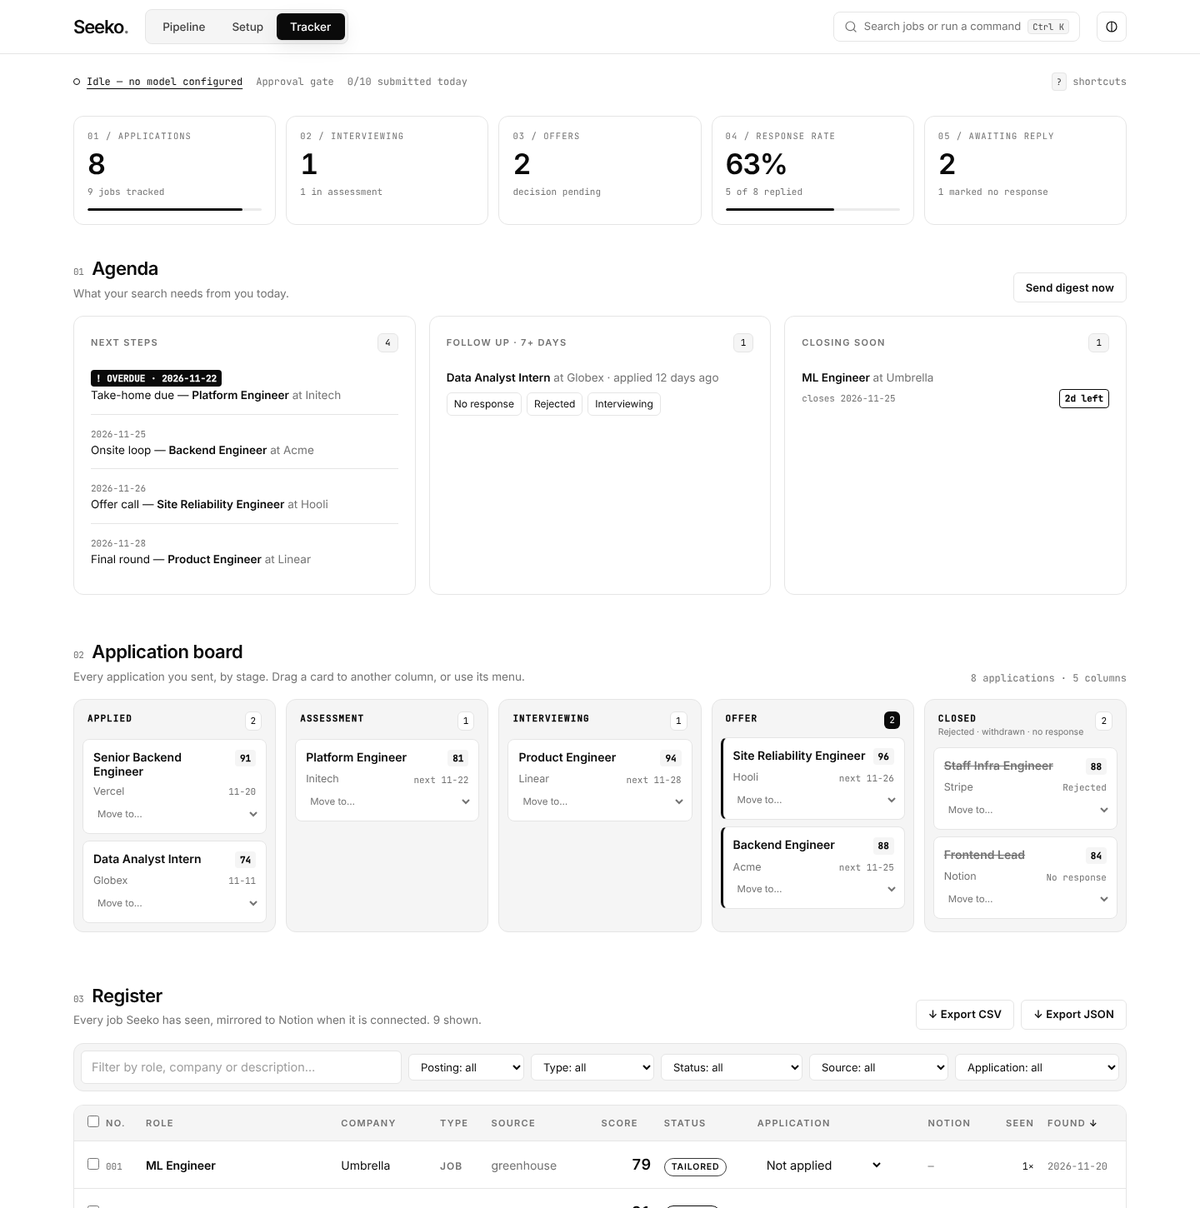 Seeko.
Pipeline
Setup
Tracker
Search jobs or run a command
Ctrl K
Idle — no model configured
Approval gate
0/10 submitted today
?
shortcuts
01 / APPLICATIONS
8
9 jobs tracked
02 / INTERVIEWING
1
1 in assessment
03 / OFFERS
2
decision pending
04 / RESPONSE RATE
63%
5 of 8 replied
05 / AWAITING REPLY
2
1 marked no response
01 Agenda
What your search needs from you today.
Send digest now
NEXT STEPS
4
! OVERDUE · 2026-11-22
Take-home due — Platform Engineer at Initech
2026-11-25
Onsite loop — Backend Engineer at Acme
2026-11-26
Offer call — Site Reliability Engineer at Hooli
2026-11-28
Final round — Product Engineer at Linear
FOLLOW UP · 7+ DAYS
1
Data Analyst Intern at Globex · applied 12 days ago
No response
Rejected
Interviewing
CLOSING SOON
1
ML Engineer at Umbrella
closes 2026-11-25
2d left
02 Application board
Every application you sent, by stage. Drag a card to another column, or use its menu.
8 applications · 5 columns
APPLIED
2
Senior Backend
Engineer
91
Vercel
11-20
Move to...
Data Analyst Intern
74
Globex
11-11
Move to...
ASSESSMENT
1
Platform Engineer
81
Initech
next 11-22
Move to...
INTERVIEWING
1
Product Engineer
94
Linear
next 11-28
Move to...
OFFER
2
Site Reliability Engineer
96
Hooli
next 11-26
Move to...
Backend Engineer
88
Acme
next 11-25
Move to...
CLOSED
2
Rejected · withdrawn · no response
Staff Infra Engineer
88
Stripe
Rejected
Move to...
Frontend Lead
84
Notion
No response
Move to...
03 Register
Every job Seeko has seen, mirrored to Notion when it is connected. 9 shown.
↓ Export CSV
↓ Export JSON
Filter by role, company or description...
Posting: all
Type: all
Status: all
Source: all
Application: all
NO.
ROLE
COMPANY
TYPE
SOURCE
SCORE
STATUS
APPLICATION
NOTION
SEEN
FOUND ↓
001
ML Engineer
Umbrella
JOB
greenhouse
79
TAILORED
Not applied
—
1×
2026-11-20